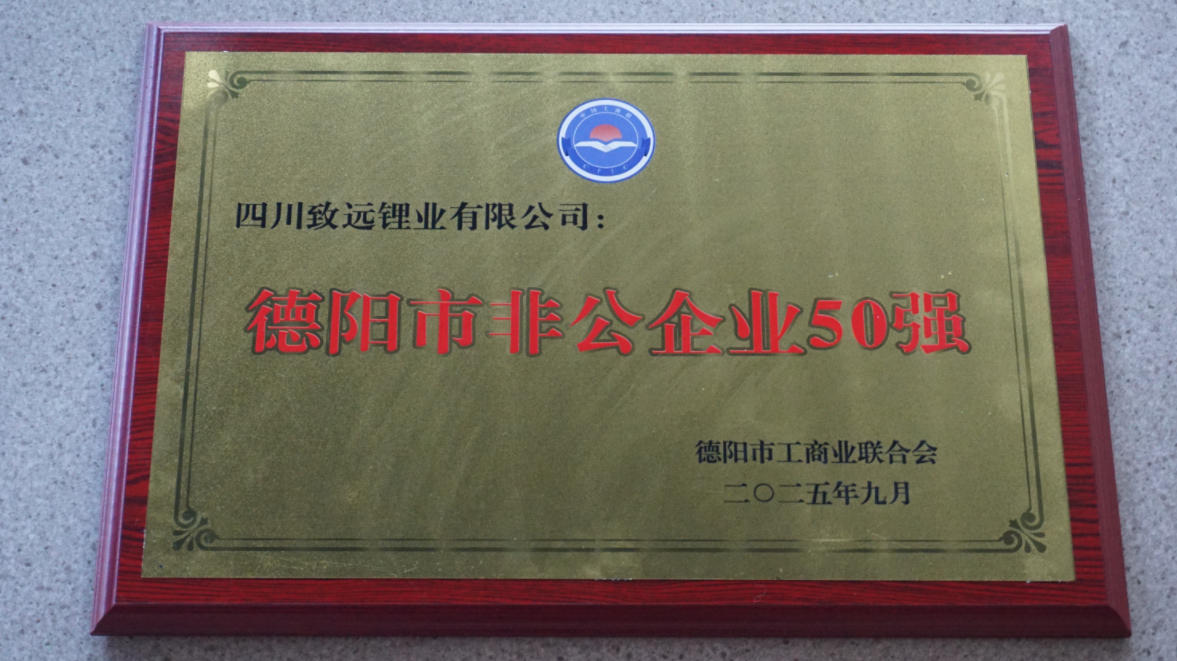 四川致远锂业有限公司：
德阳市非公企业50强
德阳市工商业联合会
二〇二五年九月